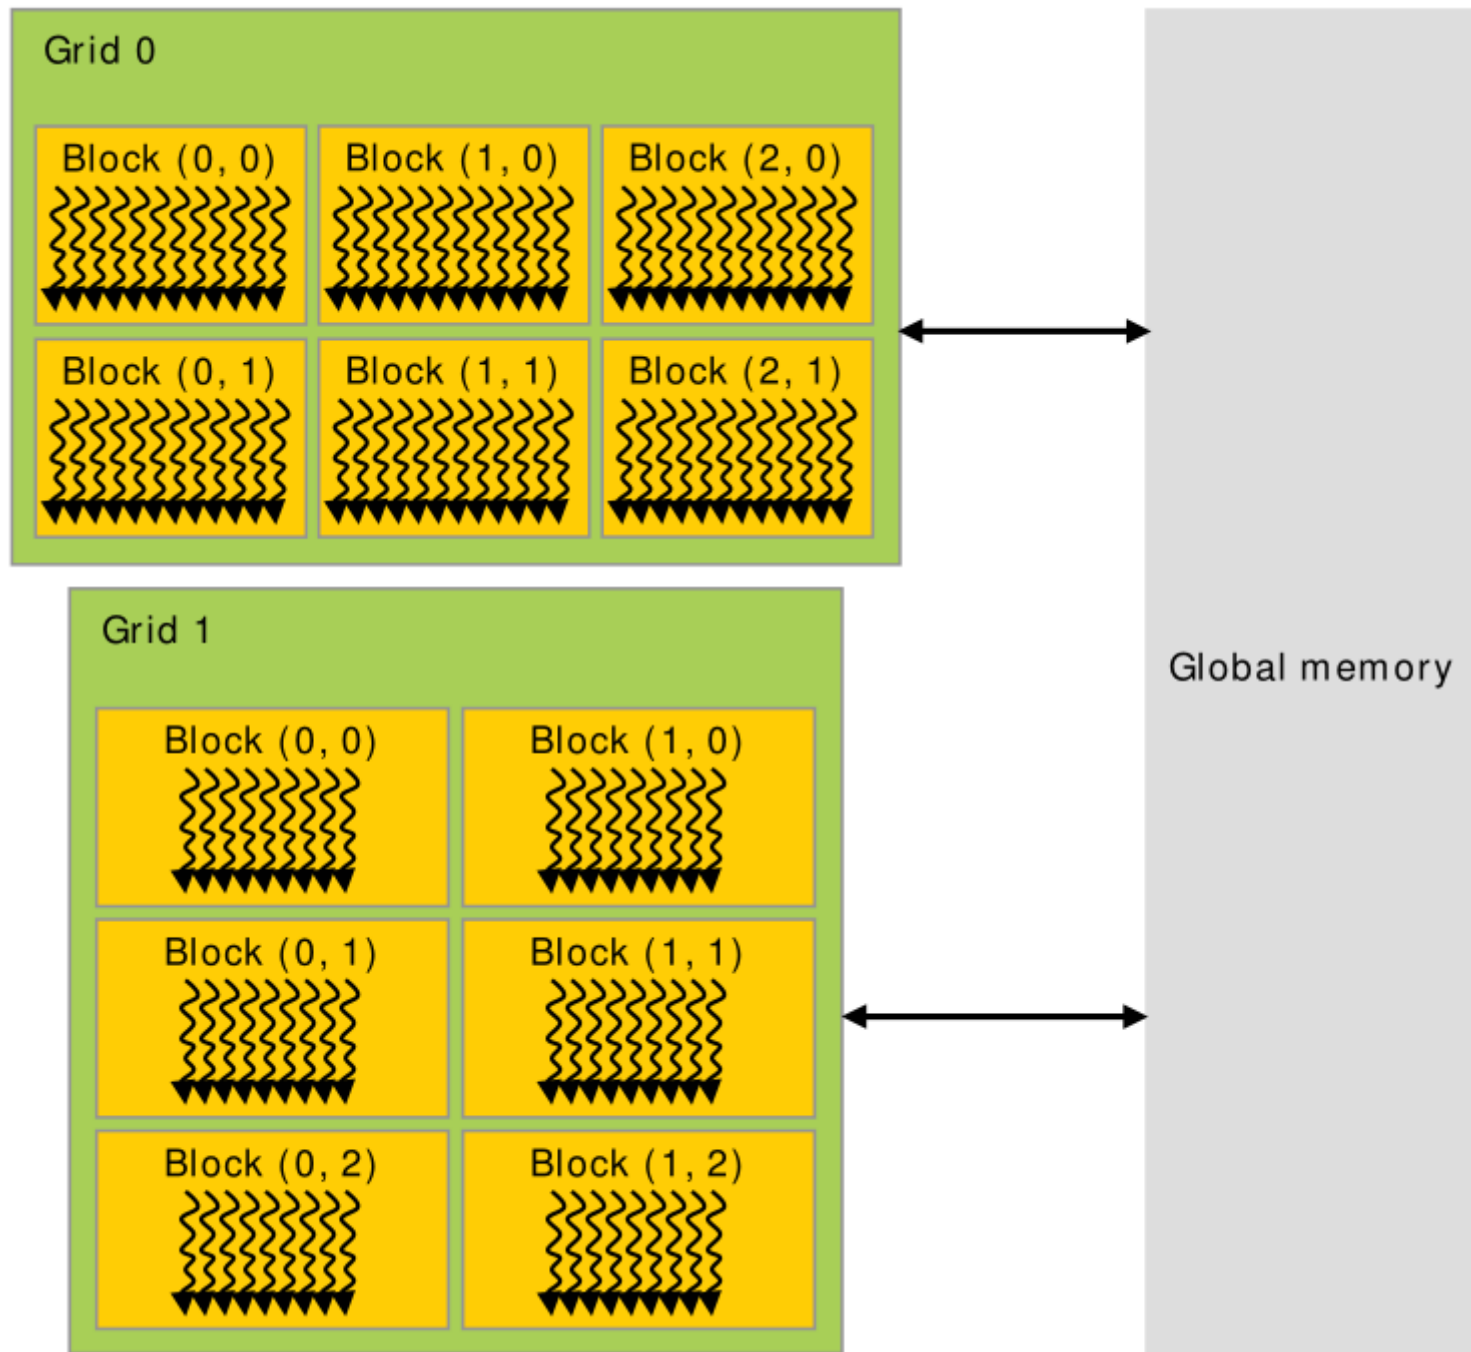 Grid 0
Block (0, 0) Block (1, 0) Block (2, 0)
Block (0, 1) Block (1, 1) Block (2, 1)
Grid 1
Global memory
Block (0, 0) Block (1, 0)
Block (0, 1) Block (1, 1)
Block (0, 2) Block (1, 2)